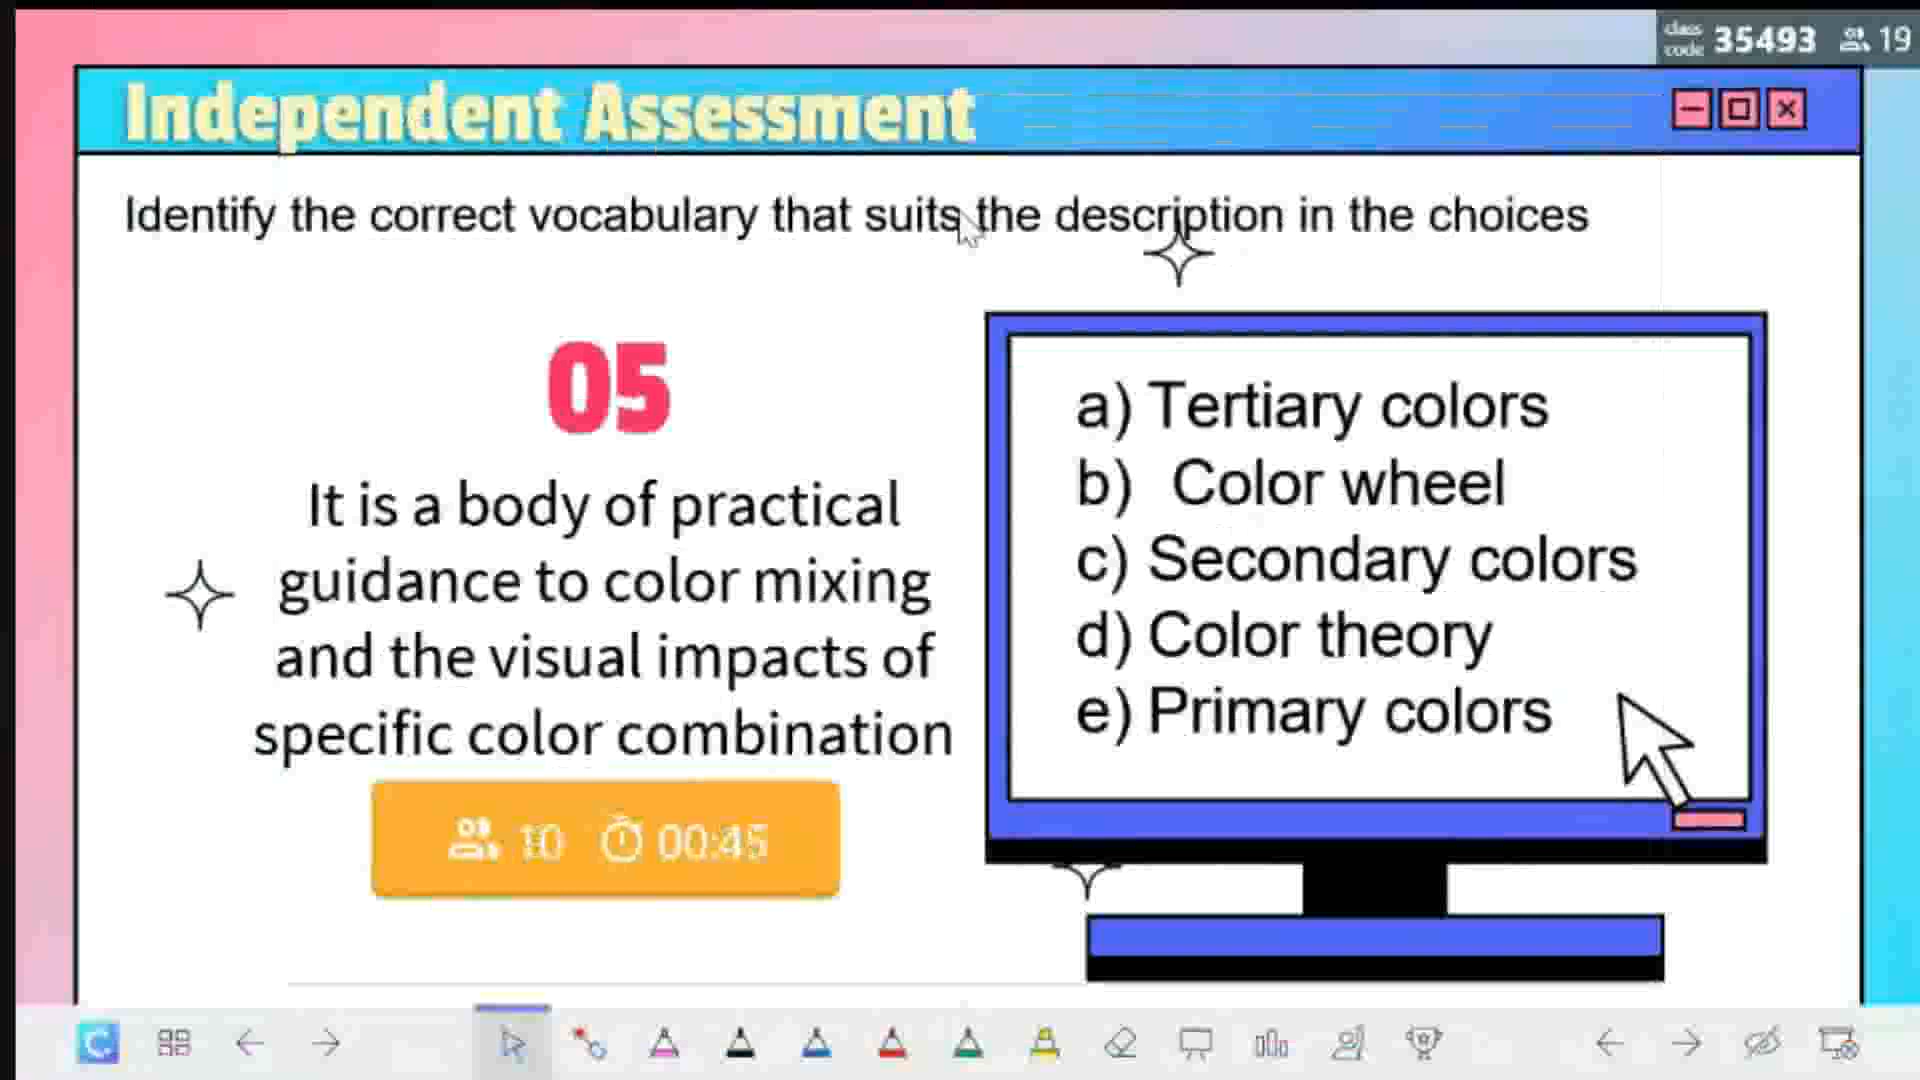 class code 35493 19
Independent Assessment
Identify the correct vocabulary that suits the description in the choices
05
It is a body of practical
guidance to color mixing
and the visual impacts of
specific color combination
10 00:45
a) Tertiary colors
b) Color wheel
c) Secondary colors
d) Color theory
e) Primary colors